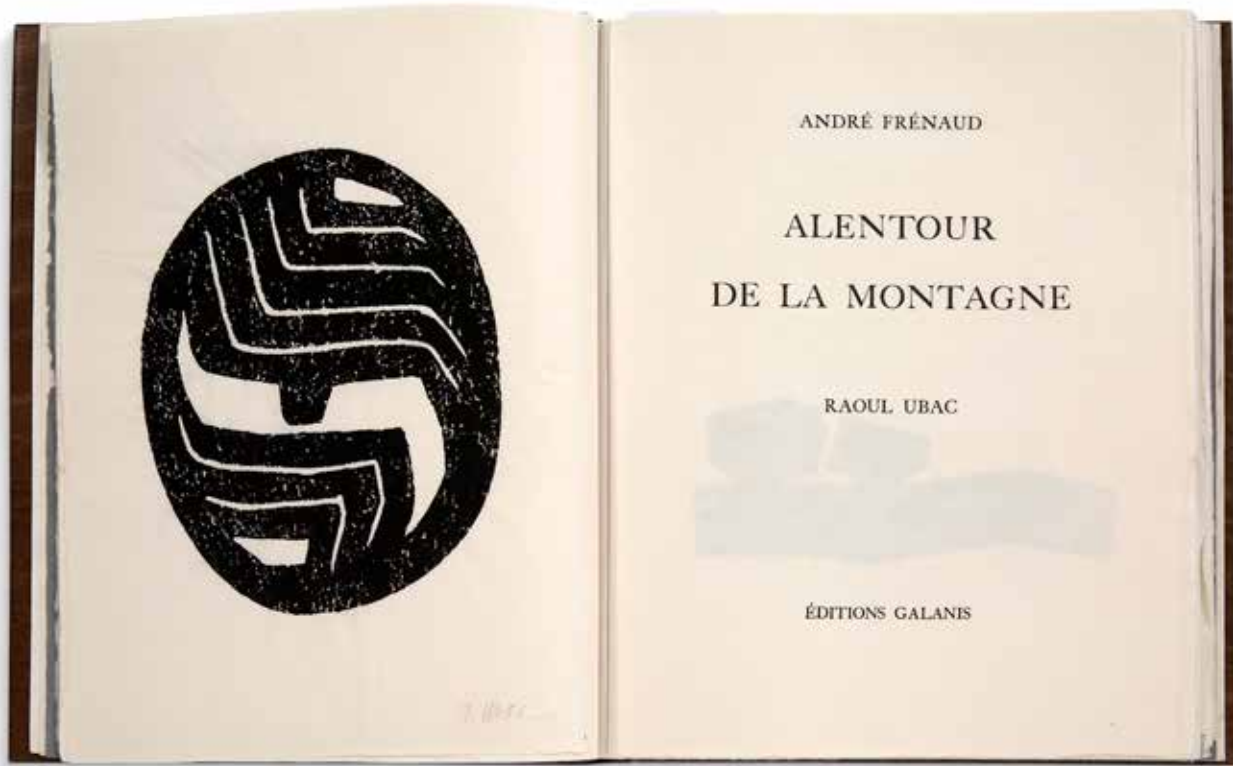 ANDRÉ FRÉNAUD
ALENTOUR
DE LA MONTAGNE
RAOUL UBAC
ÉDITIONS GALANIS